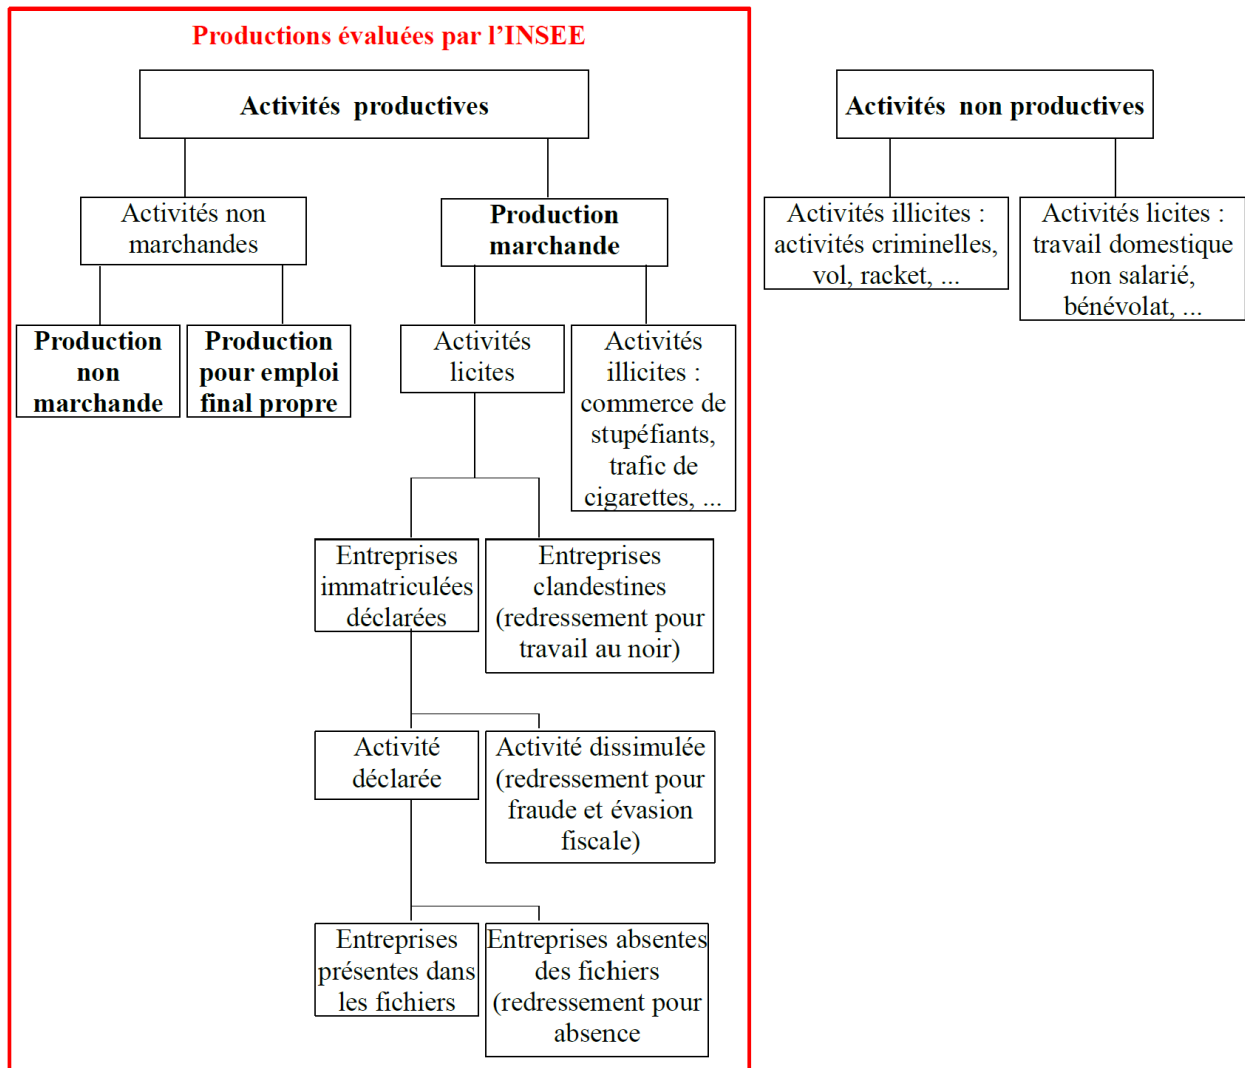 Productions évaluées par l’INSEE
Activités productives
Activités non productives
Activités non
marchandes
Production
marchande
Activités illicites :
activités criminelles,
vol, racket, ...
Activités licites :
travail domestique
non salarié,
bénévolat, ...
Production
non
marchande
Production
pour emploi
final propre
Activités
licites
Activités
illicites :
commerce de
stupéfiants,
trafic de
cigarettes, ...
Entreprises
immatriculées
déclarées
Entreprises
clandestines
(redressement pour
travail au noir)
Activité
déclarée
Activité dissimulée
(redressement pour
fraude et évasion
fiscale)
Entreprises
présentes dans
les fichiers
Entreprises absentes
des fichiers
(redressement pour
absence